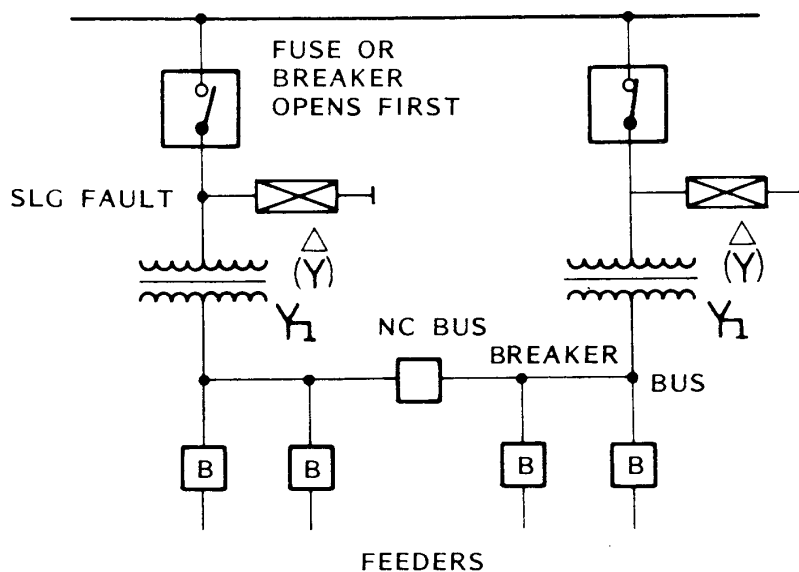 FUSE OR
BREAKER
OPENS FIRST
SLG FAULT
Δ
(Y)
Y
Δ
(Y)
Y
NC BUS
BREAKER
BUS
B
B
B
B
FEEDERS